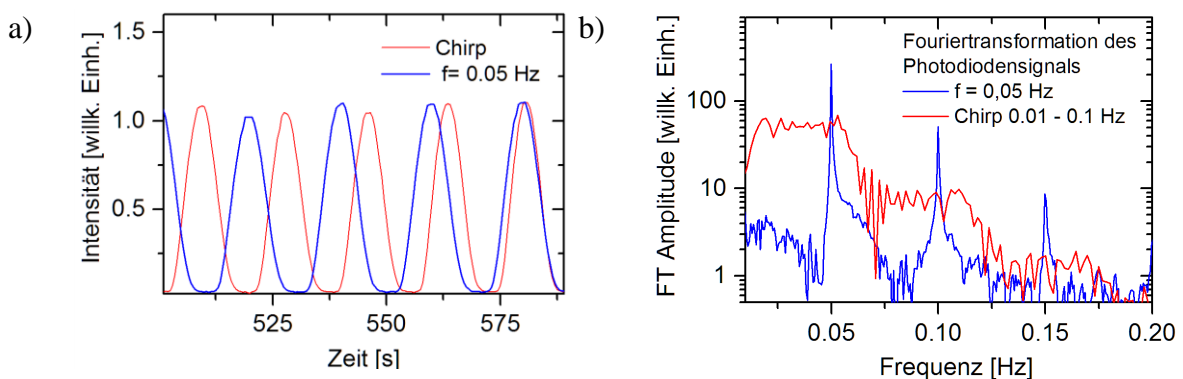 a)
Intensität [willk. Einh.]
1.5
1.0
0.5
Chirp
f= 0.05 Hz
525
550
575
Zeit [s]
b)
FT Amplitude [willk. Einh.]
100
10
1
Fouriertransformation des
Photodiodensignals
f = 0,05 Hz
Chirp 0.01 - 0.1 Hz
0.05
0.10
0.15
0.20
Frequenz [Hz]